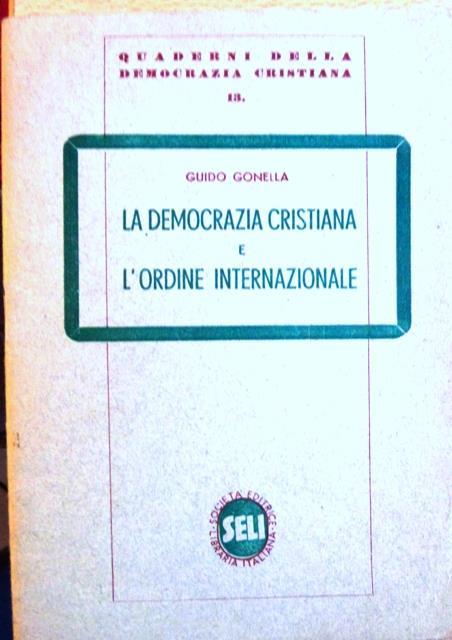 QUADERNI DELLA
DEMOCRAZIA CRISTIANA
13.
GUIDO GONELLA
LA DEMOCRAZIA CRISTIANA
E
L'ORDINE INTERNAZIONALE
SOCIETÀ EDITRICE
SELI
LIBRARIA ITALIANA